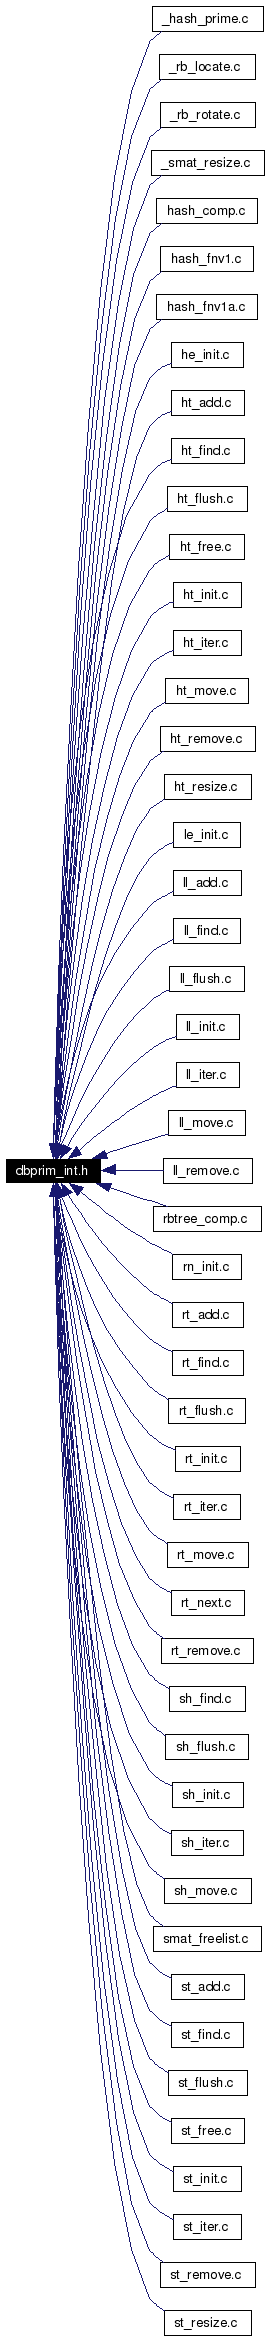 _hash_prime.c
_rb_locate.c
_rb_rotate.c
_smat_resize.c
hash_comp.c
hash_fnv1.c
hash_fnv1a.c
he_init.c
ht_add.c
ht_find.c
ht_flush.c
ht_free.c
ht_init.c
ht_iter.c
ht_move.c
ht_remove.c
ht_resize.c
le_init.c
ll_add.c
ll_find.c
ll_flush.c
ll_init.c
ll_iter.c
ll_move.c
dbprim_int.h
ll_remove.c
rbtree_comp.c
rn_init.c
rt_add.c
rt_find.c
rt_flush.c
rt_init.c
rt_iter.c
rt_move.c
rt_next.c
rt_remove.c
sh_find.c
sh_flush.c
sh_init.c
sh_iter.c
sh_move.c
smat_freelist.c
st_add.c
st_find.c
st_flush.c
st_free.c
st_init.c
st_iter.c
st_remove.c
st_resize.c